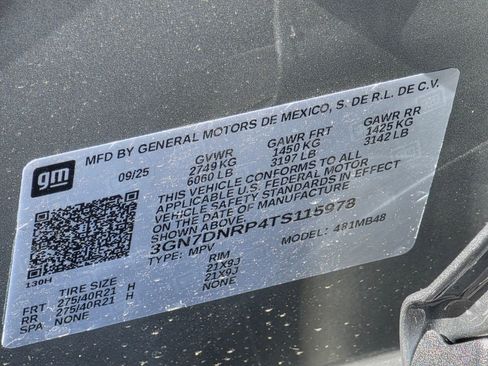 gm
MFD BY GENERAL MOTORS DE MEXICO, S. DE R.L. DE C.V.
09/25 GVWR GAWR FRT GAWR RR
2749 KG 1450 KG 1425 KG
6060 LB 3197 LB 3142 LB
THIS VEHICLE CONFORMS TO ALL
APPLICABLE U.S. FEDERAL MOTOR
VEHICLE SAFETY STANDARDS IN EFFECT
ON THE DATE OF MANUFACTURE
SHOWN ABOVE.
3GN7DNRP4TS115978
TYPE: MPV MODEL: 481MB48
130H
TIRE SIZE RIM
FRT 275/40R21 H 21X9J
RR 275/40R21 H 21X9J
SPA NONE NONE